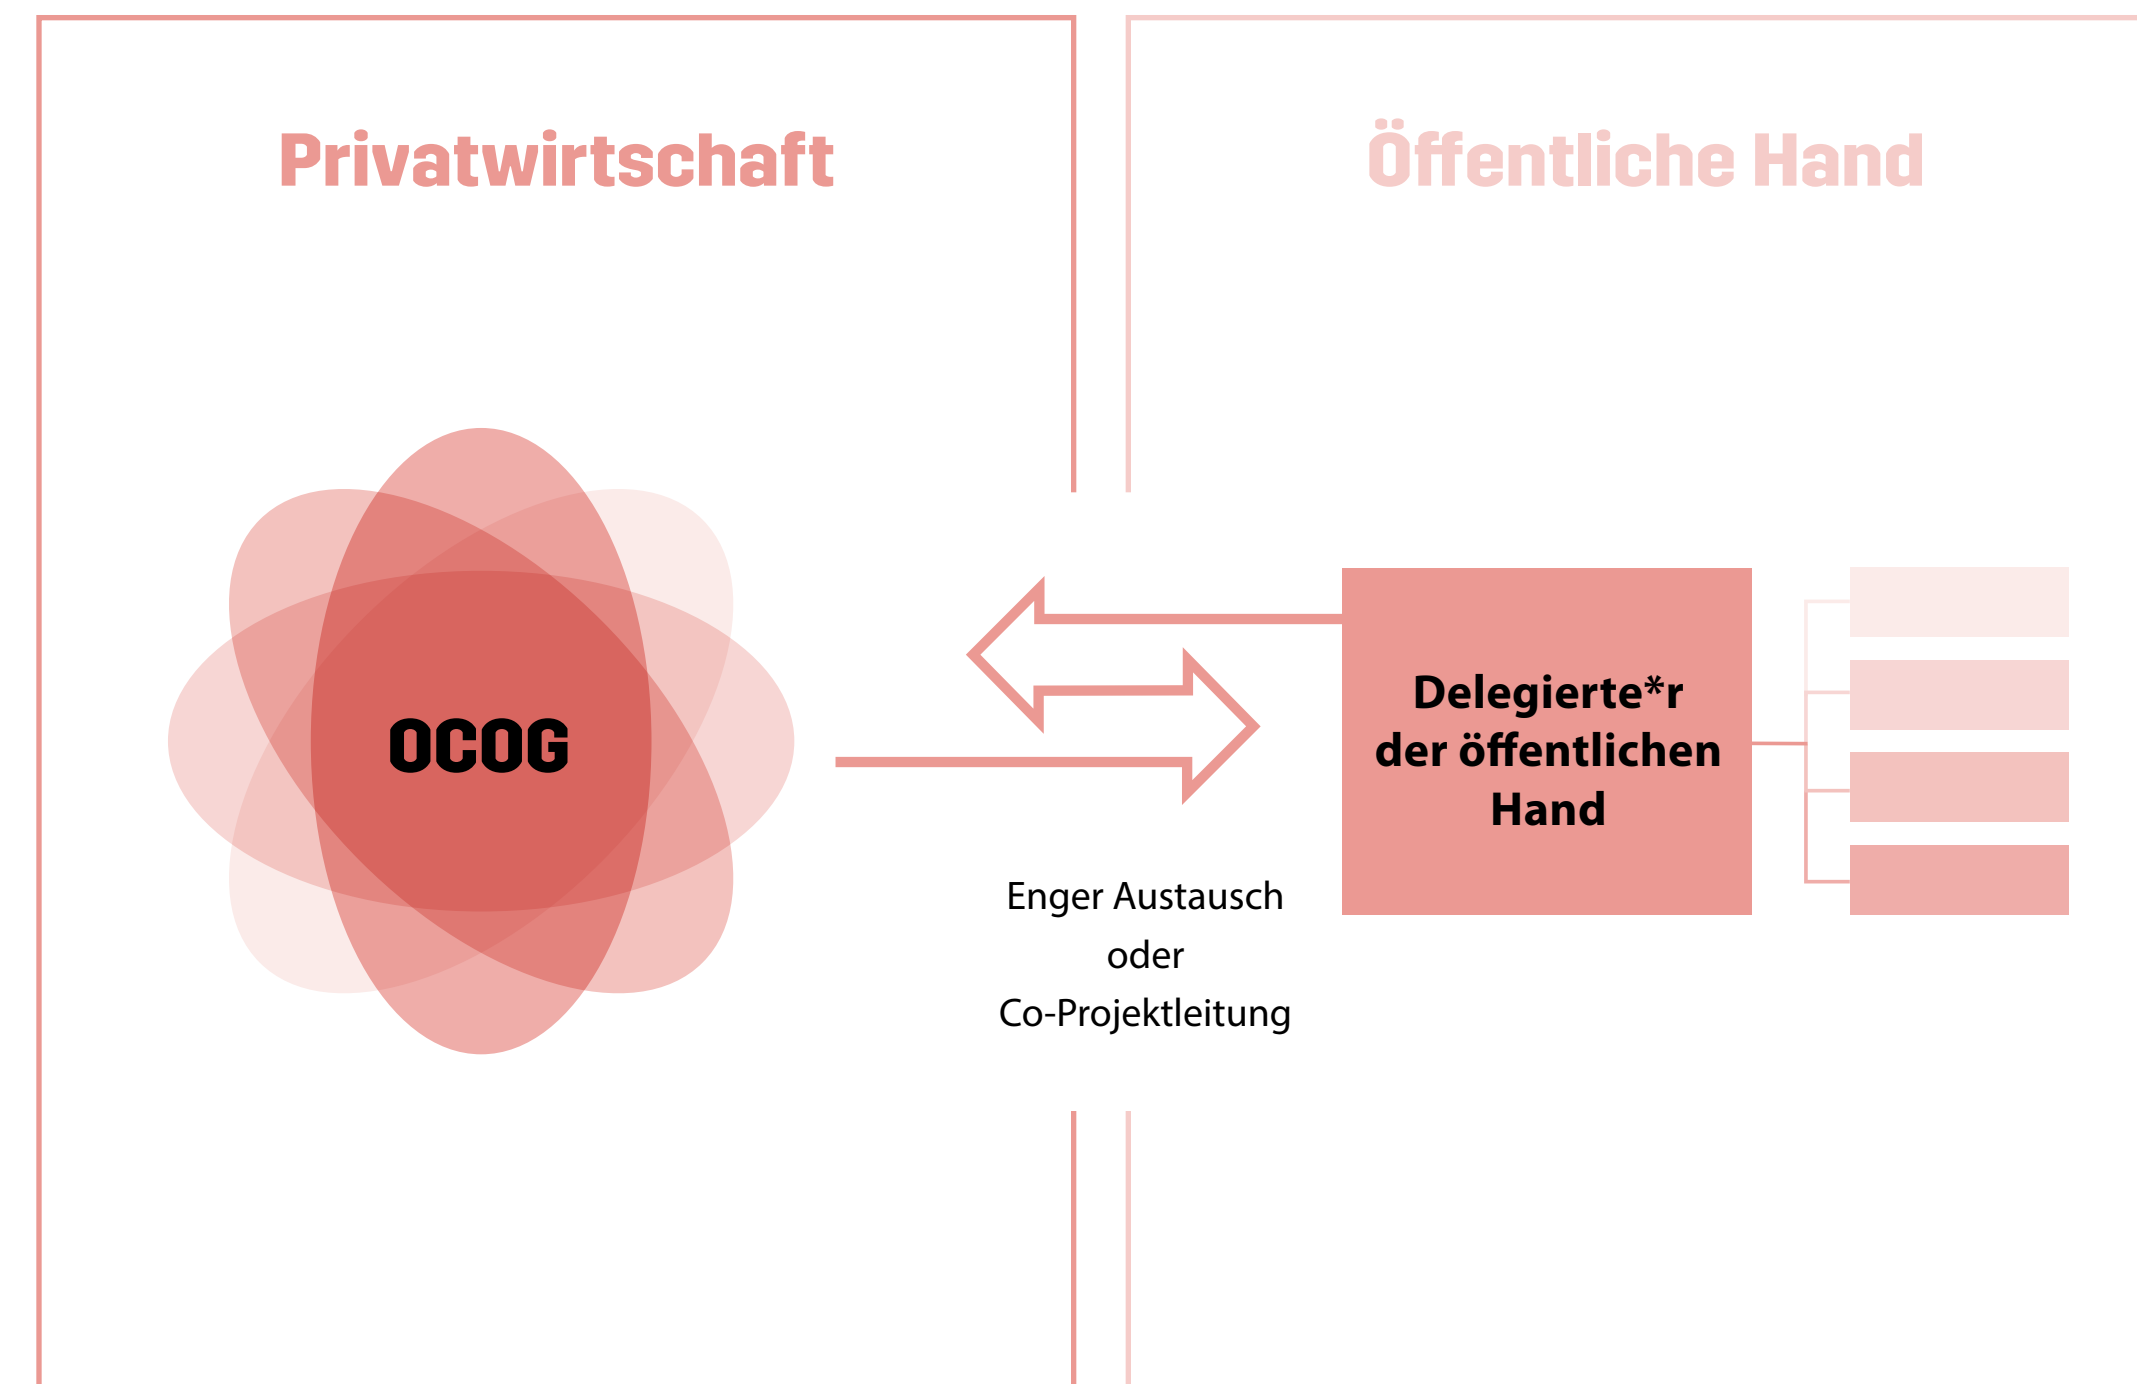 Privatwirtschaft
Öffentliche Hand
OCOG
Delegierte*r
der öffentlichen
Hand
Enger Austausch
oder
Co-Projektleitung